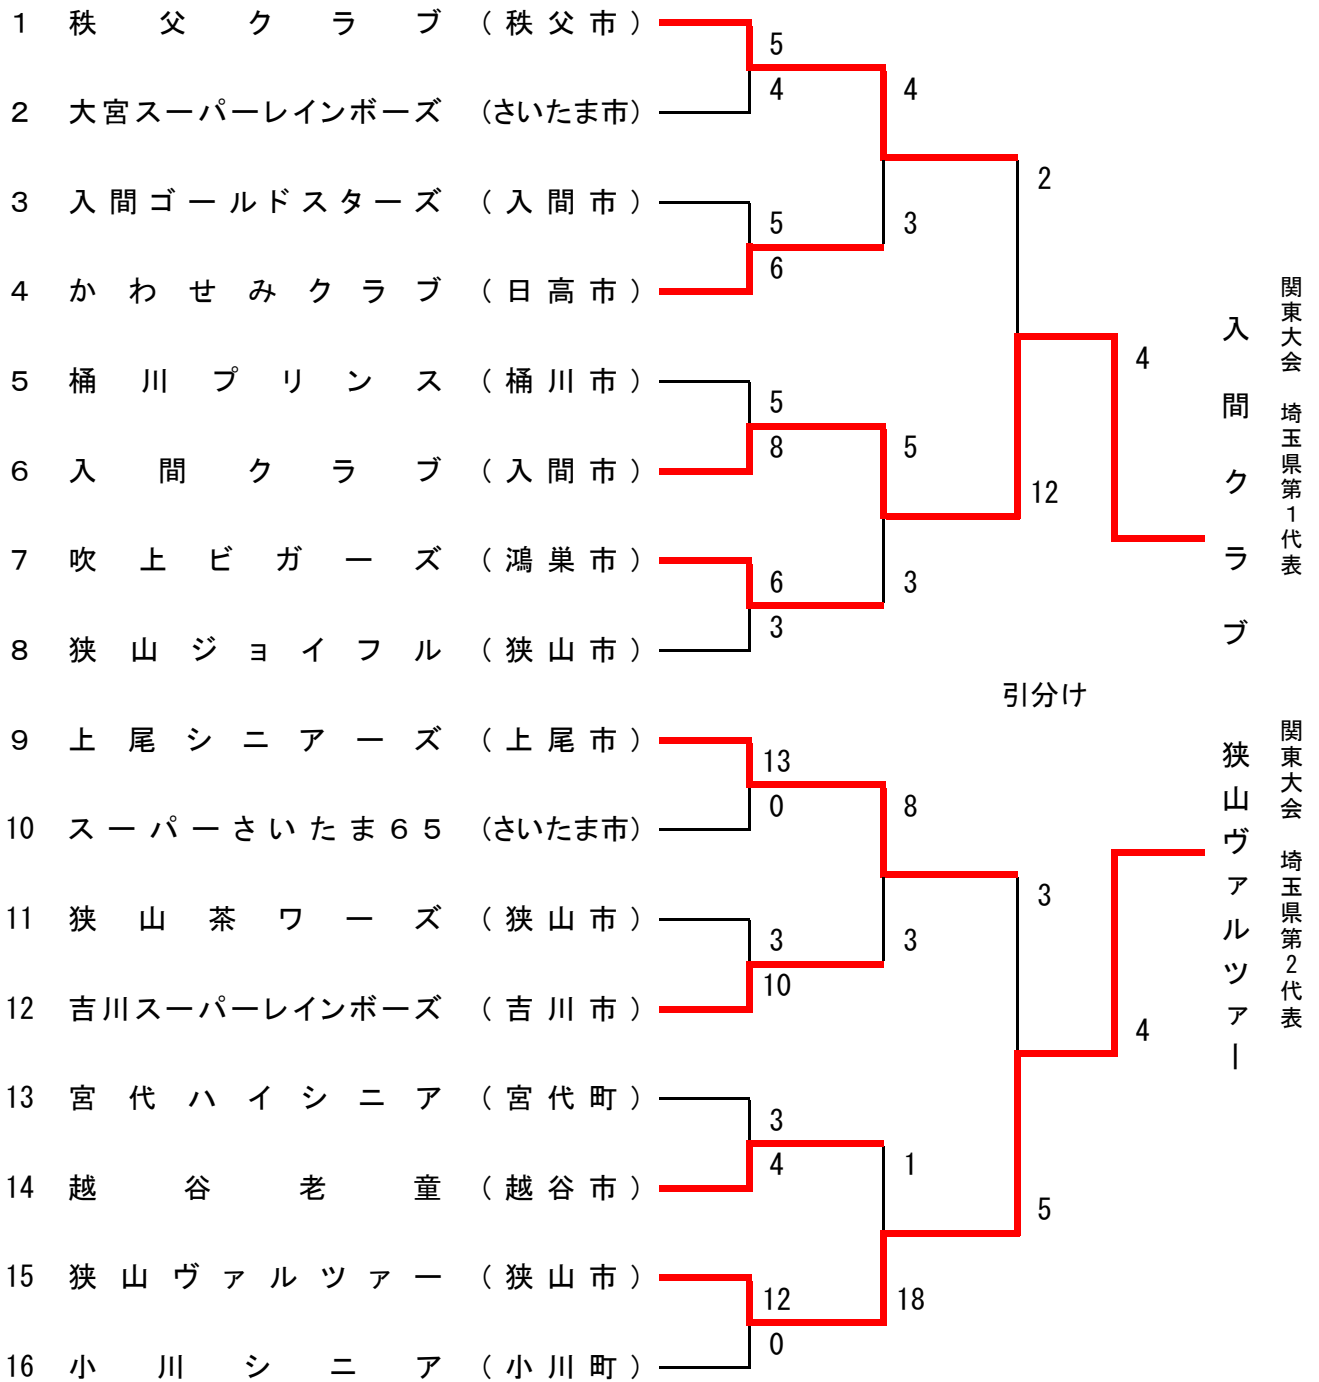 1 秩父クラブ (秩父市)
5
4
4
2 大宮スーパーレインボーズ (さいたま市)
2
3 入間ゴールドスターズ (入間市)
5
3
6
4 かわせみクラブ (日高市)
4
5 桶川プリンス (桶川市)
5
8
5
6 入間クラブ (入間市)
12
7 吹上ビガーズ (鴻巣市)
6
3
3
8 狭山ジョイフル (狭山市)
入間クラブ
関東大会 埼玉県第1代表
引分け
9 上尾シニアーズ (上尾市)
13
0
8
10 スーパーさいたま65 (さいたま市)
3
11 狭山茶ワーズ (狭山市)
3
3
10
12 吉川スーパーレインボーズ (吉川市)
4
13 宮代ハイシニア (宮代町)
3
4
1
14 越谷老童 (越谷市)
5
15 狭山ヴァルツァー (狭山市)
12
18
0
16 小川シニア (小川町)
狭山ヴァルツァー
関東大会 埼玉県第2代表